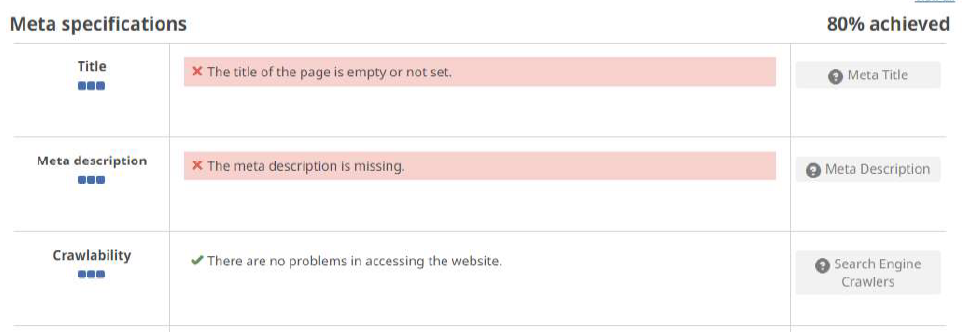 Meta specifications
80% achieved
Title
The title of the page is empty or not set.
Meta Title
Meta description
The meta description is missing.
Meta Description
Crawlability
There are no problems in accessing the website.
Search Engine
Crawlers